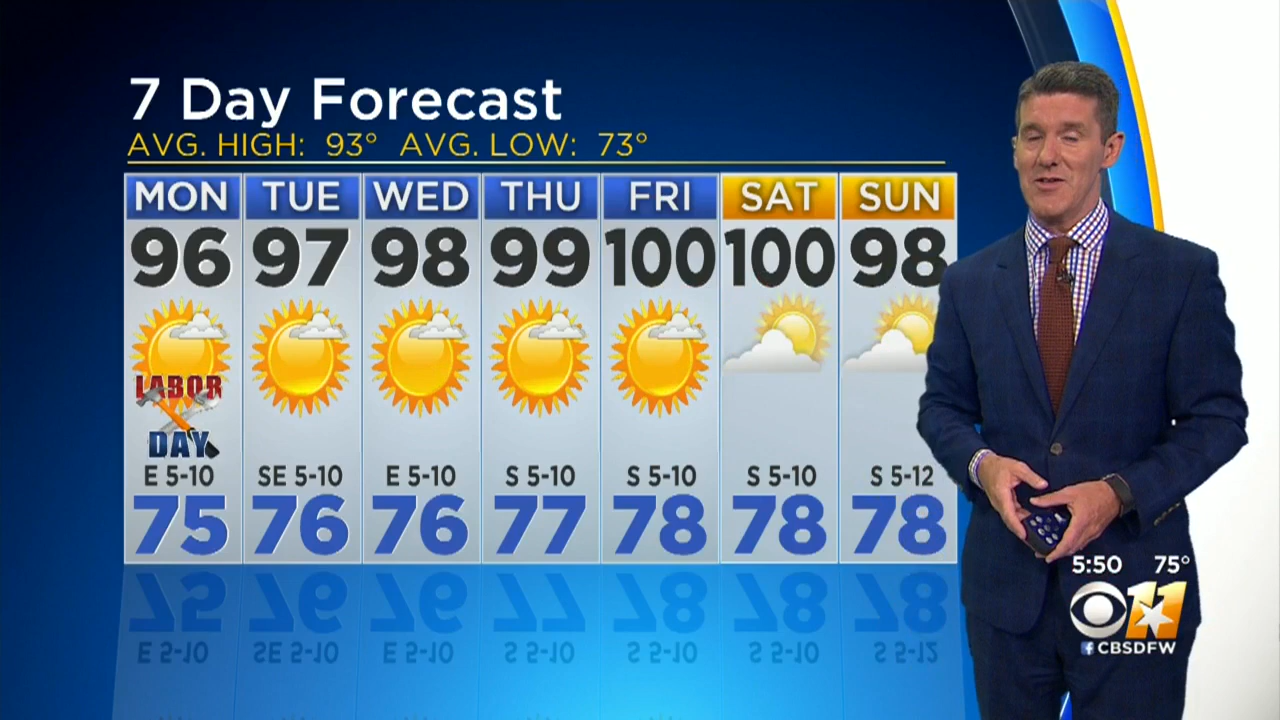 7 Day Forecast
AVG. HIGH: 93° AVG. LOW: 73°
MON TUE WED THU FRI SAT SUN
96 97 98 99 100 100 98
LABOR
DAY
E 5-10 SE 5-10 E 5-10 S 5-10 S 5-10 S 5-10 S 5-12
75 76 76 77 78 78 78
5:50 75°
11
f CBSDFW